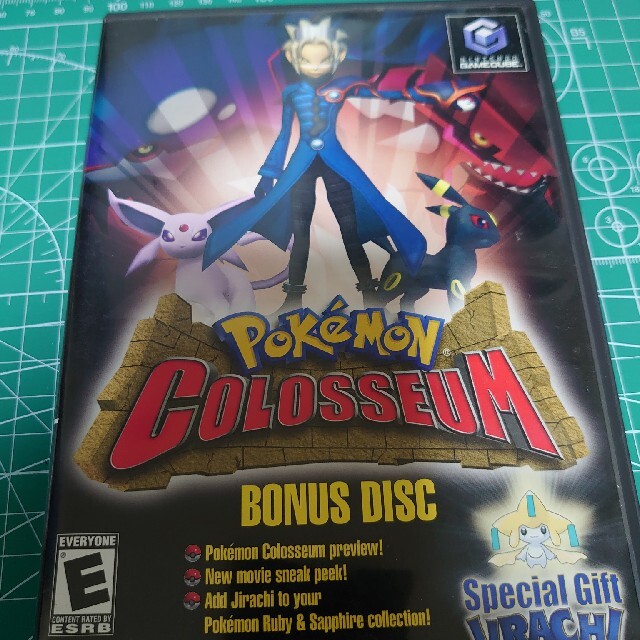 NINTENDO
GAMECUBE
POKéMON
COLOSSEUM
BONUS DISC
Pokémon Colosseum preview!
New movie sneak peek!
Add Jirachi to your
Pokémon Ruby & Sapphire collection!
EVERYONE
E
CONTENT RATED BY
ESRB
Special Gift
JIRACHI